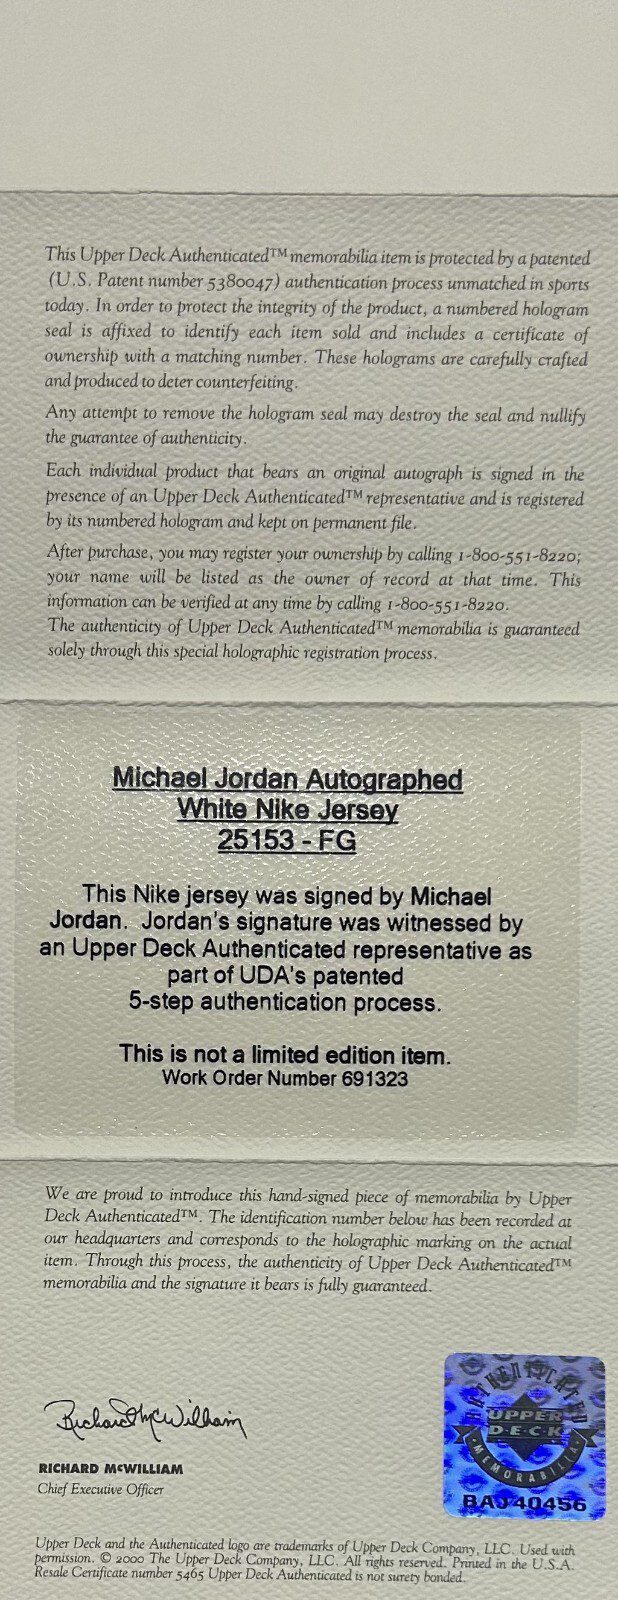 This Upper Deck Authenticated™ memorabilia item is protected by a patented
(U.S. Patent number 5380047) authentication process unmatched in sports
today. In order to protect the integrity of the product, a numbered hologram
seal is affixed to identify each item sold and includes a certificate of
ownership with a matching number. These holograms are carefully crafted
and produced to deter counterfeiting.
Any attempt to remove the hologram seal may destroy the seal and nullify
the guarantee of authenticity.
Each individual product that bears an original autograph is signed in the
presence of an Upper Deck Authenticated™ representative and is registered
by its numbered hologram and kept on permanent file.
After purchase, you may register your ownership by calling 1-800-551-8220;
your name will be listed as the owner of record at that time. This
information can be verified at any time by calling 1-800-551-8220.
The authenticity of Upper Deck Authenticated™ memorabilia is guaranteed
solely through this special holographic registration process.
Michael Jordan Autographed
White Nike Jersey
25153 - FG
This Nike jersey was signed by Michael
Jordan. Jordan's signature was witnessed by
an Upper Deck Authenticated representative as
part of UDA's patented
5-step authentication process.
This is not a limited edition item.
Work Order Number 691323
We are proud to introduce this hand-signed piece of memorabilia by Upper
Deck Authenticated™. The identification number below has been recorded at
our headquarters and corresponds to the holographic marking on the actual
item. Through this process, the authenticity of Upper Deck Authenticated™
memorabilia and the signature it bears is fully guaranteed.
Richard McWilliam
RICHARD McWILLIAM
Chief Executive Officer
AUTHENTICATED
UPPER
D·E·C·K
MEMORABILIA
BAJ40456
Upper Deck and the Authenticated logo are trademarks of Upper Deck Company, LLC. Used with
permission. © 2000 The Upper Deck Company, LLC. All rights reserved. Printed in the U.S.A.
Resale Certificate number 5465 Upper Deck Authenticated is not surety bonded.